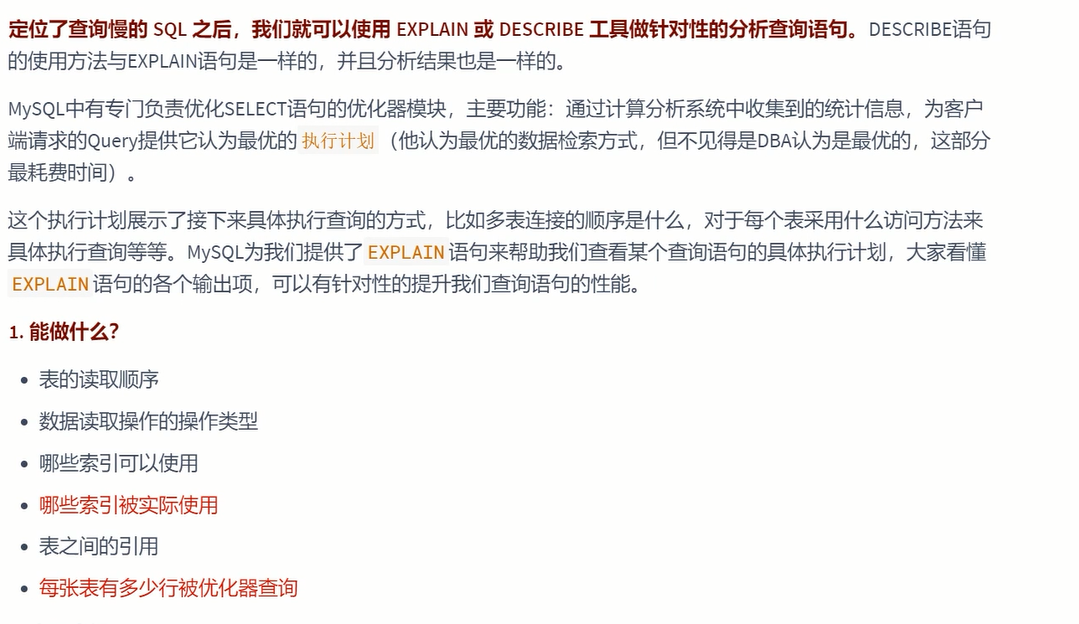 定位了查询慢的 SQL 之后，我们就可以使用 EXPLAIN 或 DESCRIBE 工具做针对性的分析查询语句。DESCRIBE语句
的使用方法与EXPLAIN语句是一样的，并且分析结果也是一样的。
MySQL中有专门负责优化SELECT语句的优化器模块，主要功能：通过计算分析系统中收集到的统计信息，为客户
端请求的Query提供它认为最优的 执行计划 （他认为最优的数据检索方式，但不见得是DBA认为是最优的，这部分
最耗费时间）。
这个执行计划展示了接下来具体执行查询的方式，比如多表连接的顺序是什么，对于每个表采用什么访问方法来
具体执行查询等等。MySQL为我们提供了 EXPLAIN 语句来帮助我们查看某个查询语句的具体执行计划，大家看懂
EXPLAIN 语句的各个输出项，可以有针对性的提升我们查询语句的性能。
1. 能做什么？
• 表的读取顺序
• 数据读取操作的操作类型
• 哪些索引可以使用
• 哪些索引被实际使用
• 表之间的引用
• 每张表有多少行被优化器查询